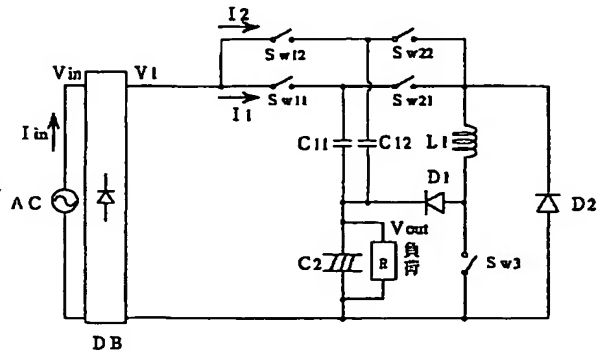 I2
Sw12
Sw22
Vin
V1
Sw11
Sw21
I1
Iin
C11
C12
L1
D1
AC
D2
Vout
C2
R
負荷
Sw3
DB